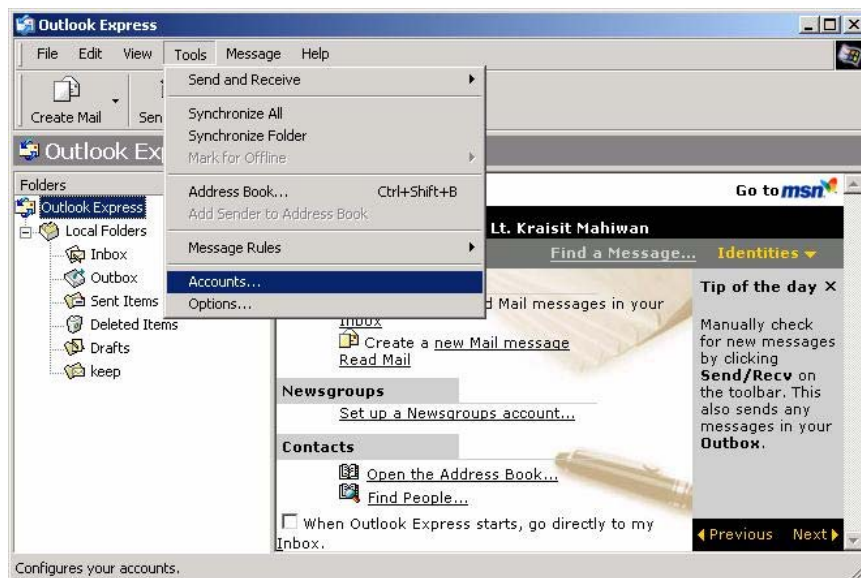 Outlook Express
File Edit View Tools Message Help
Create Mail Sen
Send and Receive
Synchronize All
Synchronize Folder
Mark for Offline
Address Book... Ctrl+Shift+B
Add Sender to Address Book
Message Rules
Accounts...
Options...
Outlook Ex
Folders
Outlook Express
Local Folders
Inbox
Outbox
Sent Items
Deleted Items
Drafts
keep
Go to msn
Lt. Kraisit Mahiwan
Find a Message... Identities
d Mail messages in your
Inbox
Create a new Mail message
Read Mail
Newsgroups
Set up a Newsgroups account...
Contacts
Open the Address Book...
Find People...
When Outlook Express starts, go directly to my
Inbox.
Tip of the day X
Manually check
for new messages
by clicking
Send/Recv on
the toolbar. This
also sends any
messages in your
Outbox.
Previous Next
Configures your accounts.